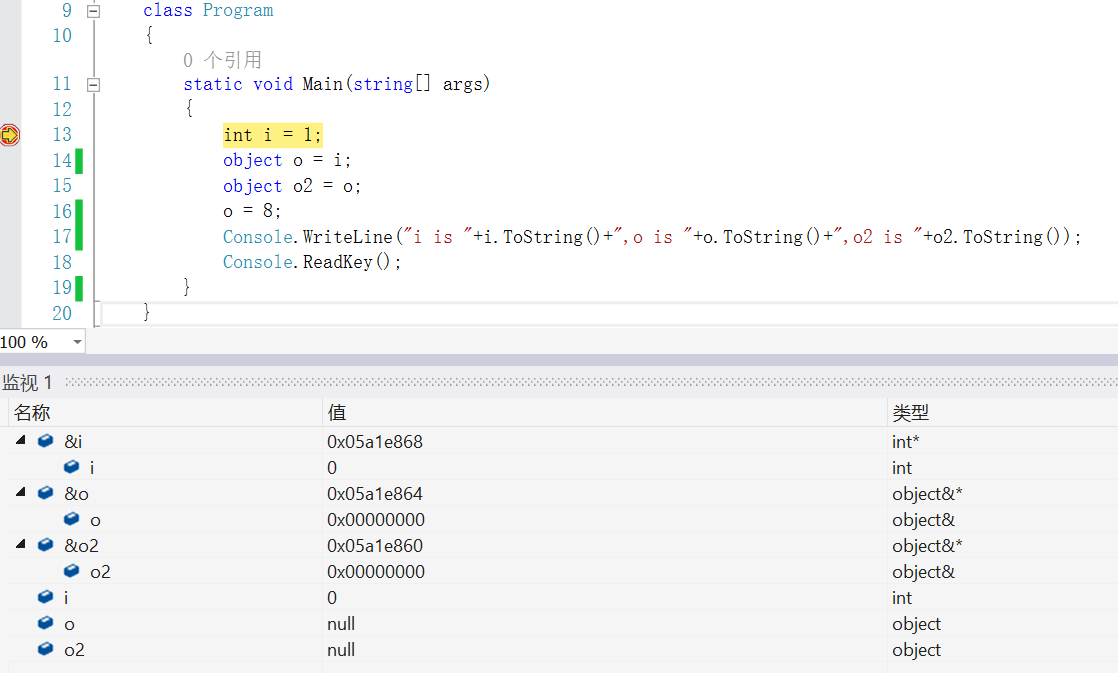 9 class Program
10 {
0 个引用
11 static void Main(string[] args)
12 {
13 int i = 1;
14 object o = i;
15 object o2 = o;
16 o = 8;
17 Console.WriteLine("i is "+i.ToString()+",o is "+o.ToString()+",o2 is "+o2.ToString());
18 Console.ReadKey();
19 }
20 }
100 %
监视 1
名称 值 类型
&i 0x05a1e868 int*
i 0 int
&o 0x05a1e864 object&*
o 0x00000000 object&
&o2 0x05a1e860 object&*
o2 0x00000000 object&
i 0 int
o null object
o2 null object